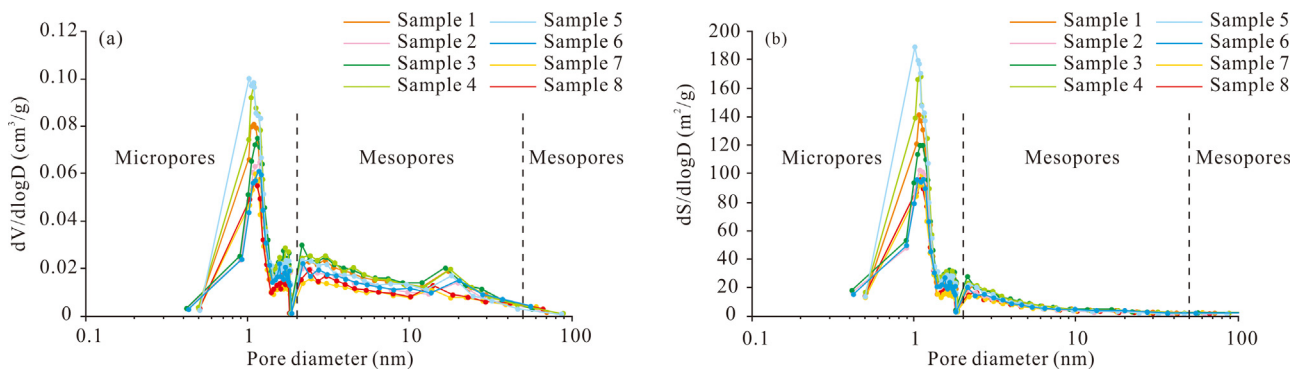 (a)
Sample 1
Sample 2
Sample 3
Sample 4
Sample 5
Sample 6
Sample 7
Sample 8
dV/dlogD (cm³/g)
0.12
0.10
0.08
0.06
0.04
0.02
0
Micropores
Mesopores
Mesopores
0.1
1
10
100
Pore diameter (nm)
(b)
Sample 1
Sample 2
Sample 3
Sample 4
Sample 5
Sample 6
Sample 7
Sample 8
dS/dlogD (m²/g)
200
180
160
140
120
100
80
60
40
20
0
Micropores
Mesopores
Mesopores
0.1
1
10
100
Pore diameter (nm)